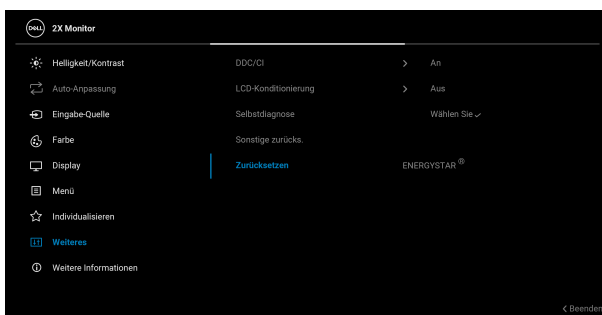 DELL 2X Monitor
Helligkeit/Kontrast
Auto-Anpassung
Eingabe-Quelle
Farbe
Display
Menü
Individualisieren
Weiteres
Weitere Informationen
DDC/CI > An
LCD-Konditionierung > Aus
Selbstdiagnose Wählen Sie
Sonstige zurücks.
Zurücksetzen ENERGYSTAR ®
Beenden